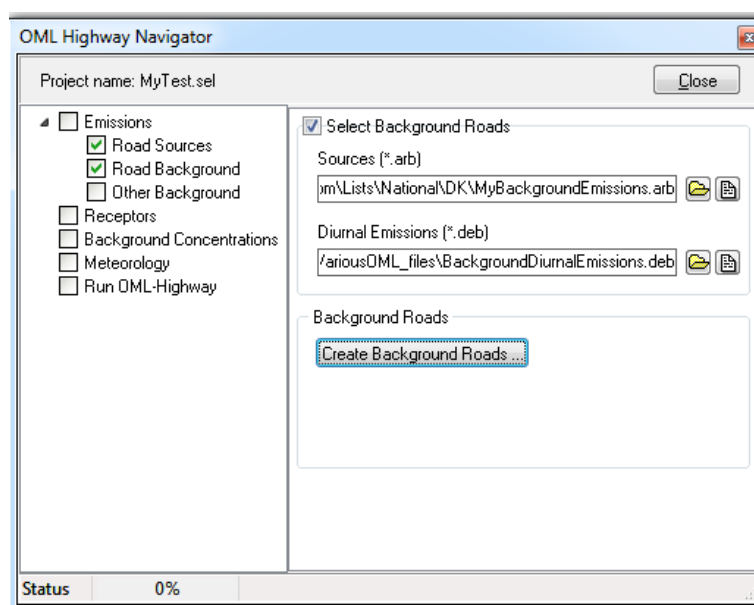 OML Highway Navigator
Project name: MyTest.sel
Close
Emissions
Road Sources
Road Background
Other Background
Receptors
Background Concentrations
Meteorology
Run OML-Highway
Select Background Roads
Sources (*.arb)
om\Lists\National\DK\MyBackgroundEmissions.arb
Diurnal Emissions (*.deb)
/ariousOML_files\BackgroundDiurnalEmissions.deb
Background Roads
Create Background Roads ...
Status 0%